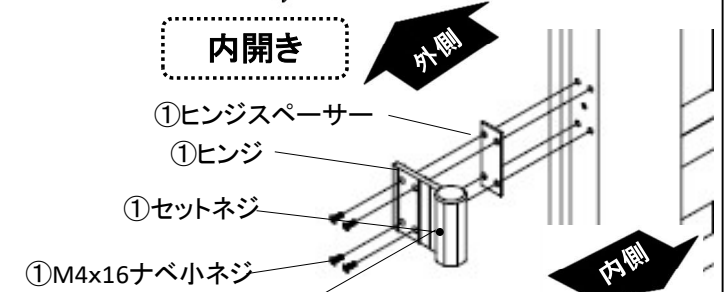 内開き
外側
①ヒンジスペーサー
①ヒンジ
①セットネジ
①M4x16ナベ小ネジ
内側